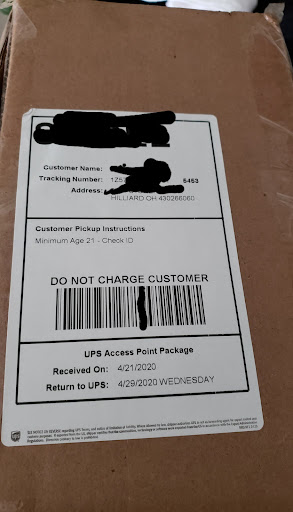 Customer Name:
Tracking Number: 1Z5 5463
Address:
HILLIARD OH 430266060
Customer Pickup Instructions
Minimum Age 21 - Check ID
DO NOT CHARGE CUSTOMER
UPS Access Point Package
Received On: 4/21/2020
Return to UPS: 4/29/2020 WEDNESDAY